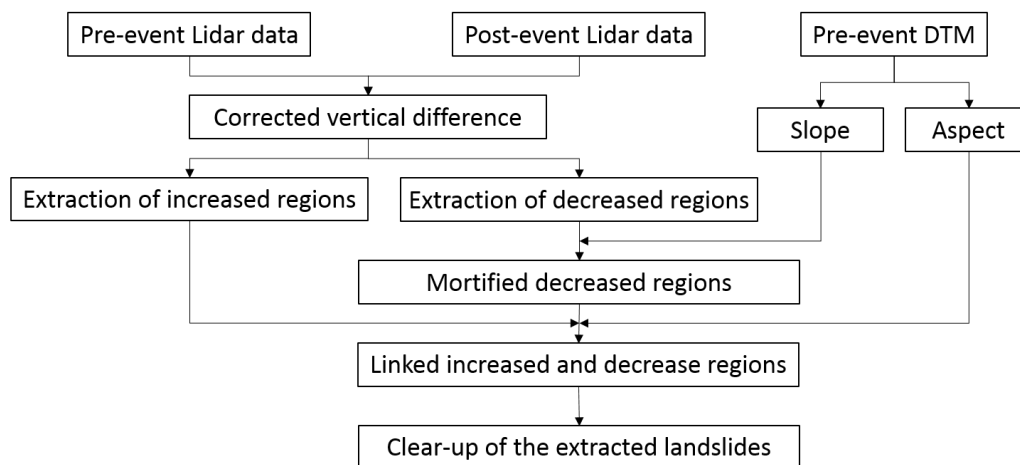 Pre-event Lidar data
Post-event Lidar data
Pre-event DTM
Corrected vertical difference
Slope
Aspect
Extraction of increased regions
Extraction of decreased regions
Mortified decreased regions
Linked increased and decrease regions
Clear-up of the extracted landslides